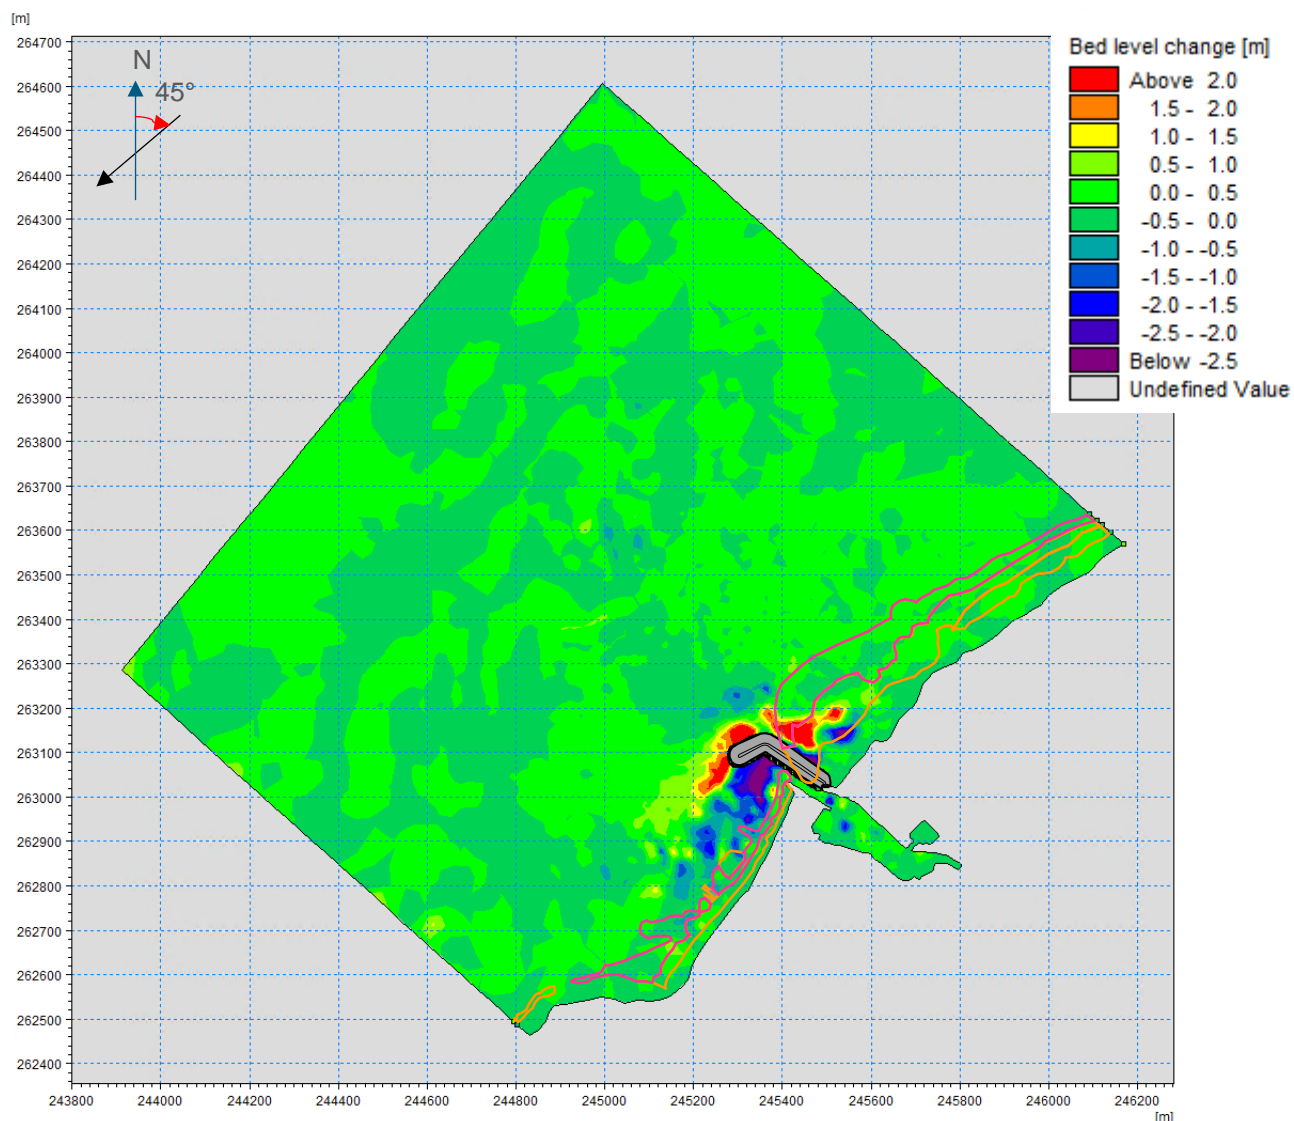 [m]
264700
264600
264500
264400
264300
264200
264100
264000
263900
263800
263700
263600
263500
263400
263300
263200
263100
263000
262900
262800
262700
262600
262500
262400
N
45°
Bed level change [m]
Above 2.0
1.5 - 2.0
1.0 - 1.5
0.5 - 1.0
0.0 - 0.5
-0.5 - 0.0
-1.0 - -0.5
-1.5 - -1.0
-2.0 - -1.5
-2.5 - -2.0
Below -2.5
Undefined Value
243800 244000 244200 244400 244600 244800 245000 245200 245400 245600 245800 246000 246200
[m]